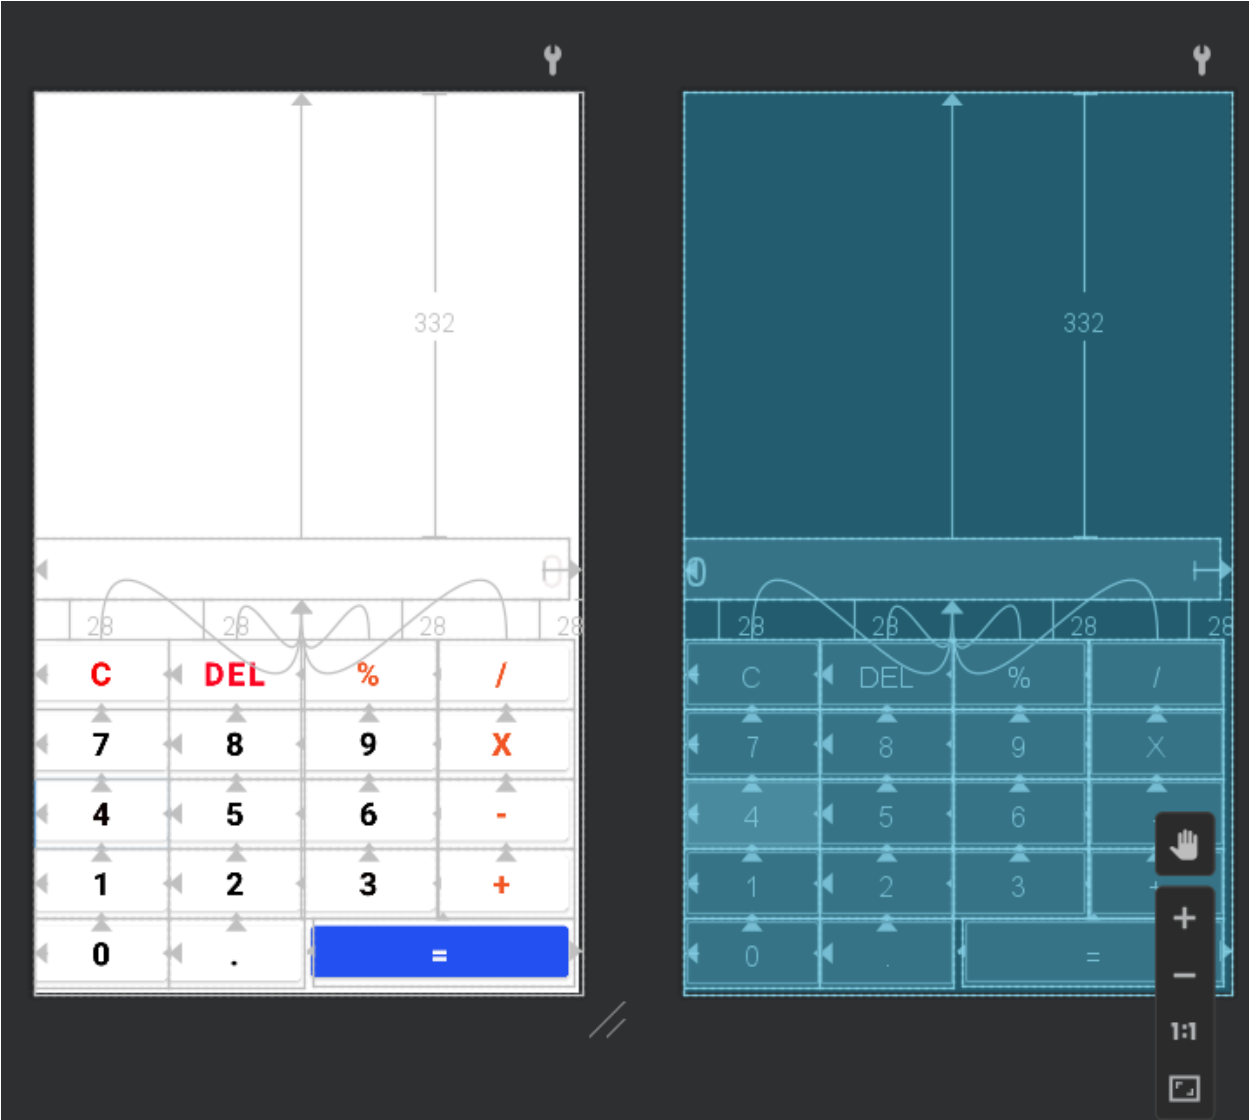 332 332
0 0
28 28 28 28 28 28 28 28
C DEL % / C DEL % /
7 8 9 X 7 8 9 X
4 5 6 - 4 5 6
1 2 3 + 1 2 3 +
0 . = 0 . =
1:1